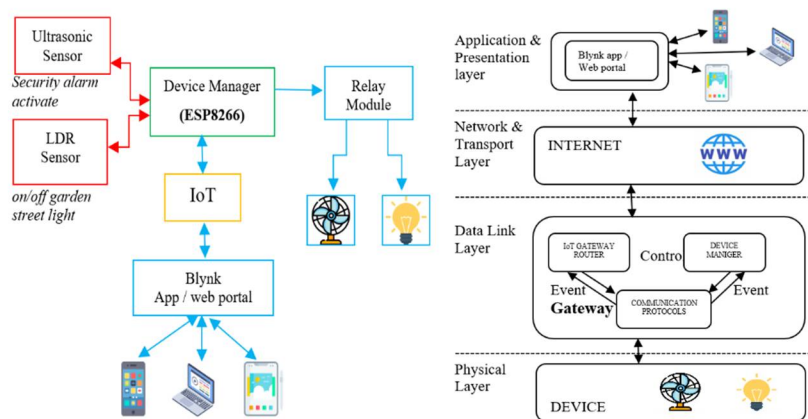 Ultrasonic
Sensor
Security alarm
activate
LDR
Sensor
on/off garden
street light
Device Manager
(ESP8266)
Relay
Module
IoT
Blynk
App / web portal
Application &
Presentation
layer
Blynk app /
Web portal
Network &
Transport
Layer
INTERNET
WWW
Data Link
Layer
IoT GATEWAY
ROUTER
Contro
DEVICE
MANIGER
Event
Gateway
COMMUNICATION
PROTOCOLS
Event
Physical
Layer
DEVICE